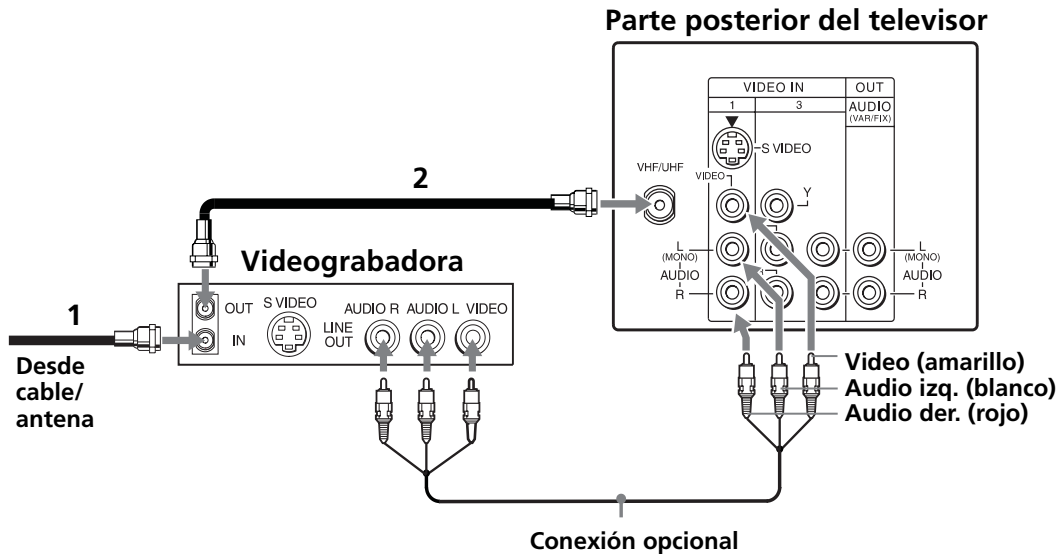 Parte posterior del televisor
VIDEO IN
OUT
1
3
AUDIO
(VAR/FIX)
S VIDEO
VHF/UHF
VIDEO
Y
L
(MONO)
AUDIO
R
L
(MONO)
AUDIO
R
2
Videograbadora
OUT
IN
S VIDEO
LINE
OUT
AUDIO R
AUDIO L
VIDEO
1
Desde
cable/
antena
Video (amarillo)
Audio izq. (blanco)
Audio der. (rojo)
Conexión opcional